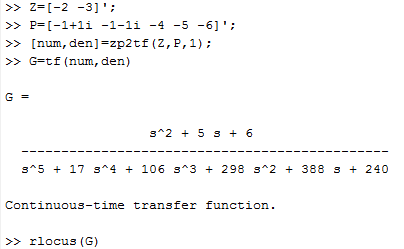 >> Z=[-2 -3]';
>> P=[-1+1i -1-1i -4 -5 -6]';
>> [num,den]=zp2tf(Z,P,1);
>> G=tf(num,den)
G =
s^2 + 5 s + 6
-----------------------------------------------
s^5 + 17 s^4 + 106 s^3 + 298 s^2 + 388 s + 240
Continuous-time transfer function.
>> rlocus(G)